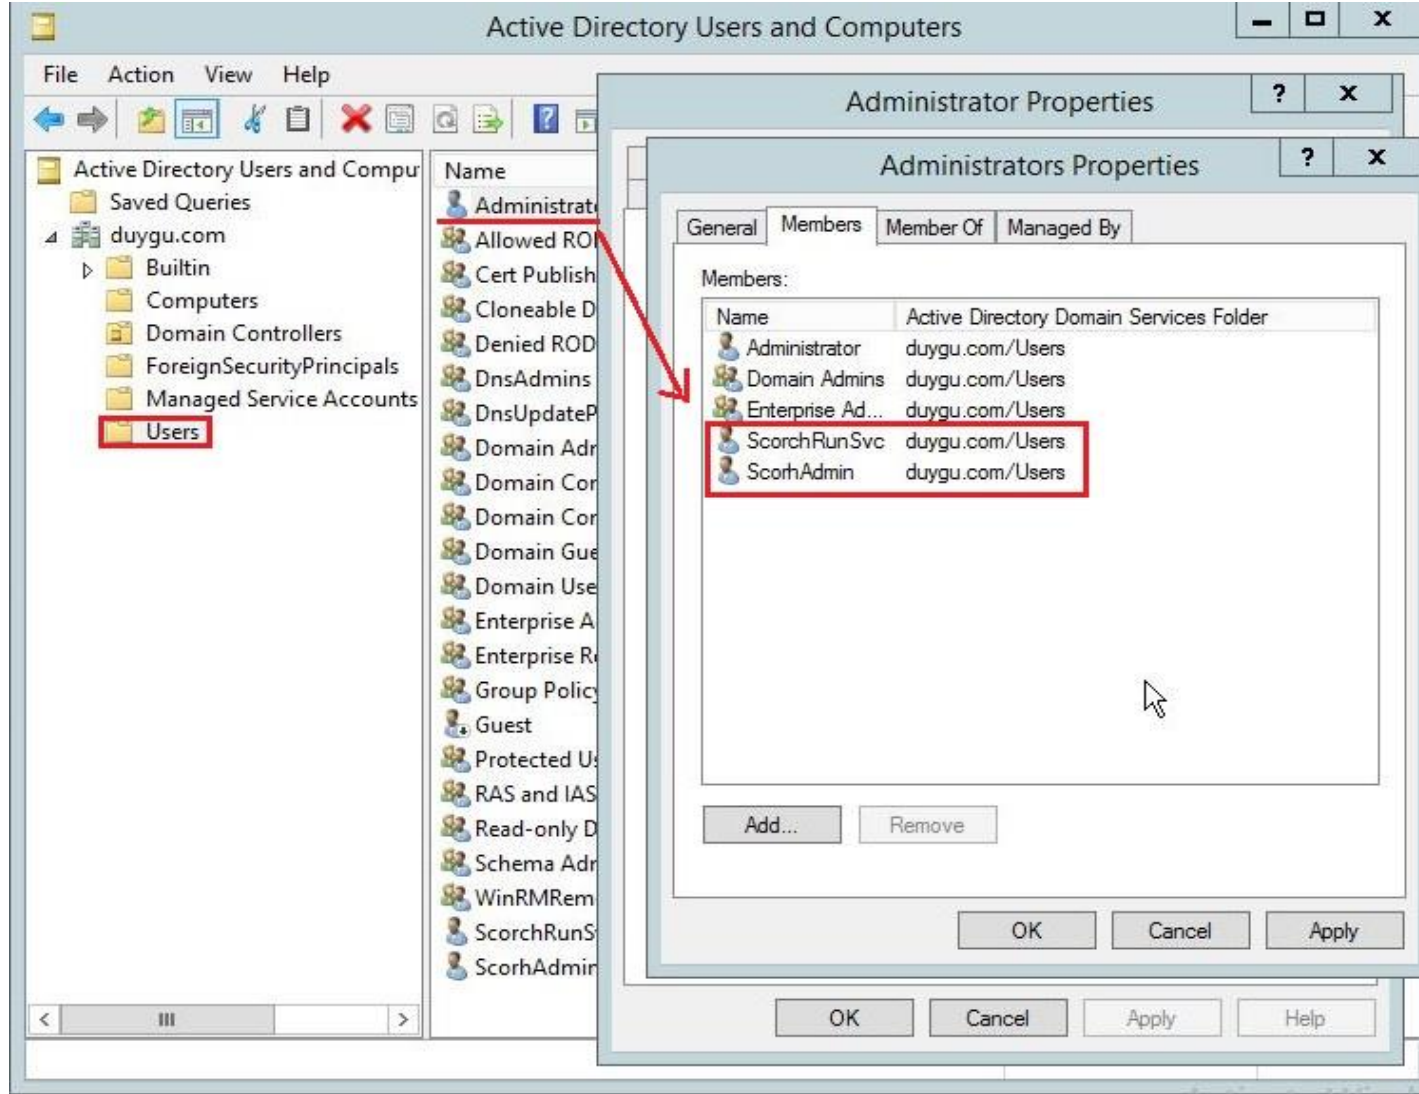 Active Directory Users and Computers
File Action View Help
Active Directory Users and Comput
Saved Queries
duygu.com
Builtin
Computers
Domain Controllers
ForeignSecurityPrincipals
Managed Service Accounts
Users
Name
Administrat
Allowed RO
Cert Publish
Cloneable D
Denied ROD
DnsAdmins
DnsUpdateP
Domain Adr
Domain Cor
Domain Cor
Domain Gue
Domain Use
Enterprise A
Enterprise R
Group Policy
Guest
Protected U
RAS and IAS
Read-only D
Schema Adr
WinRMRem
ScorchRunS
ScorhAdmin
Administrator Properties
? x
Administrators Properties
? x
General Members Member Of Managed By
Members:
Name Active Directory Domain Services Folder
Administrator duygu.com/Users
Domain Admins duygu.com/Users
Enterprise Ad... duygu.com/Users
ScorchRunSvc duygu.com/Users
ScorhAdmin duygu.com/Users
Add... Remove
OK Cancel Apply
OK Cancel Apply Help